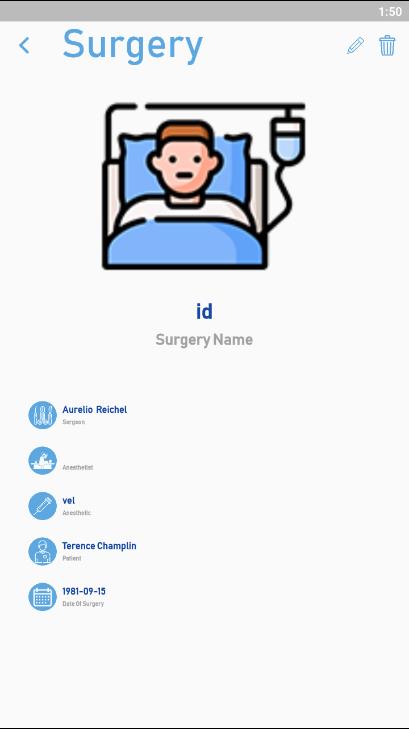 1:50
Surgery
id
Surgery Name
Aurelio Reichel
Surgeon
Anesthetist
vel
Anesthetic
Terence Champlin
Patient
1981-09-15
Date Of Surgery